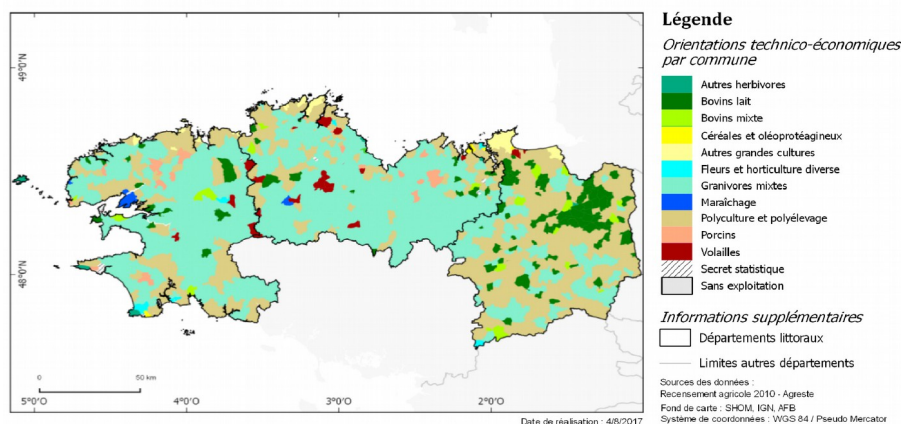 49°0'N
48°0'N
0
50 km
5°0'O
4°0'O
3°0'O
2°0'O
Date de réalisation : 4/8/2017
Légende
Orientations technico-économiques
par commune
Autres herbivores
Bovins lait
Bovins mixte
Céréales et oléoprotéagineux
Autres grandes cultures
Fleurs et horticulture diverse
Granivores mixtes
Maraîchage
Polyculture et polyélevage
Porcins
Volailles
Secret statistique
Sans exploitation
Informations supplémentaires
Départements littoraux
Limites autres départements
Sources des données :
Recensement agricole 2010 - Agreste
Fond de carte : SHOM, IGN, AFB
Système de coordonnées : WGS 84 / Pseudo Mercator